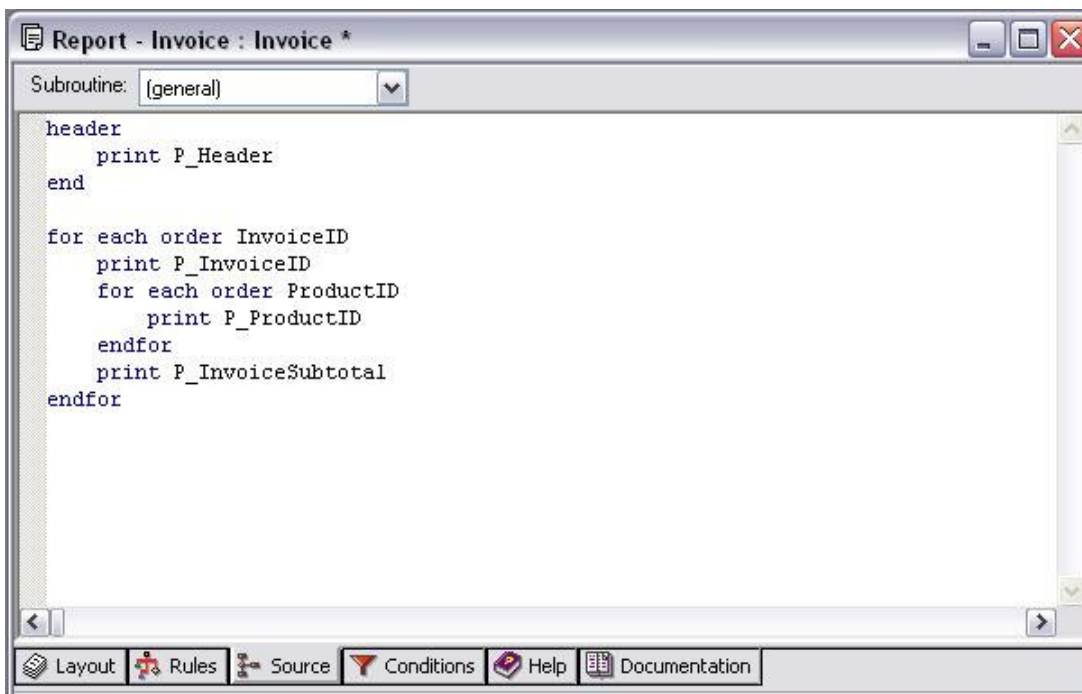 Report - Invoice : Invoice *
Subroutine: (general)
header
    print P_Header
end
for each order InvoiceID
    print P_InvoiceID
    for each order ProductID
        print P_ProductID
    endfor
    print P_InvoiceSubtotal
endfor
Layout Rules Source Conditions Help Documentation